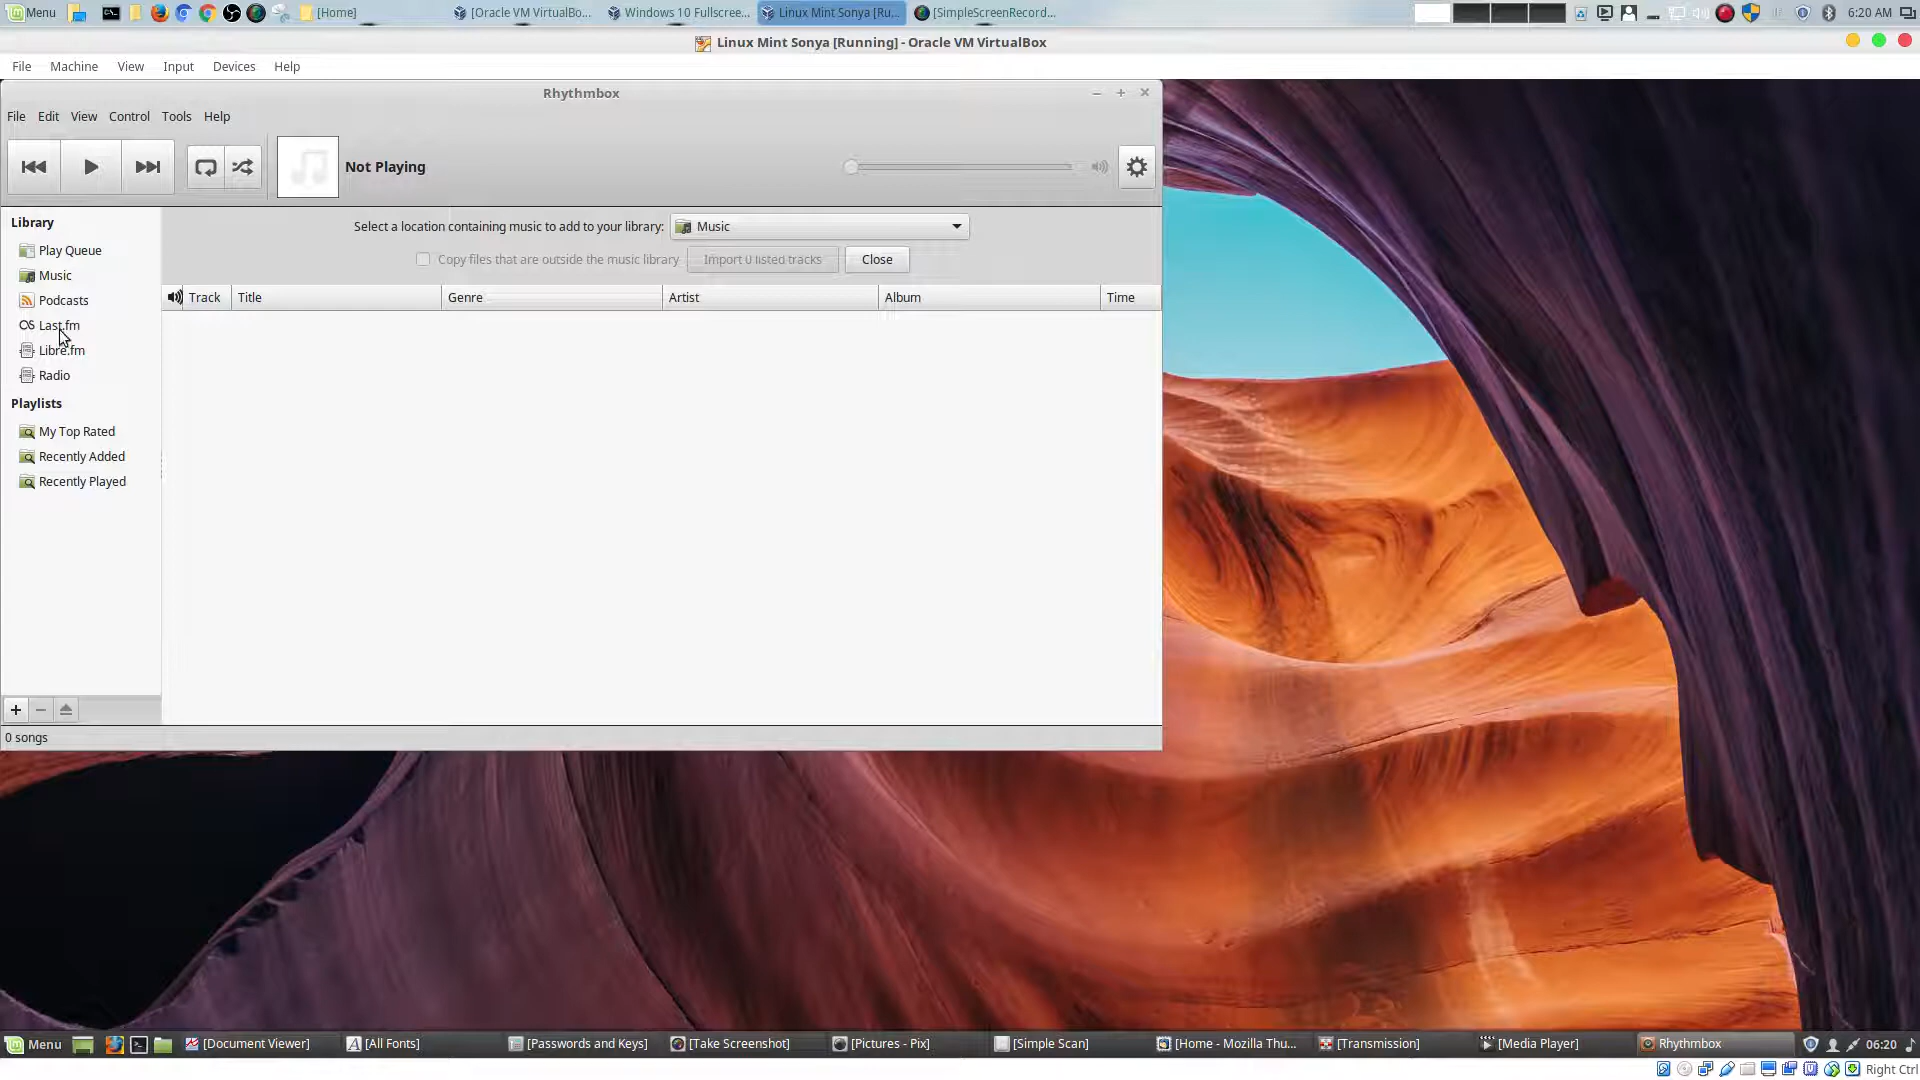 Menu [Home] [Oracle VM VirtualBo... Windows 10 Fullscree... Linux Mint Sonya [Ru... [SimpleScreenRecord... 6:20 AM
Linux Mint Sonya [Running] - Oracle VM VirtualBox
File Machine View Input Devices Help
Rhythmbox
File Edit View Control Tools Help
Not Playing
Library
Select a location containing music to add to your library: Music
Play Queue
Copy files that are outside the music library Import 0 listed tracks Close
Music
Track Title Genre Artist Album Time
Podcasts
Last.fm
Libre.fm
Radio
Playlists
My Top Rated
Recently Added
Recently Played
0 songs
Menu [Document Viewer] [All Fonts] [Passwords and Keys] [Take Screenshot] [Pictures - Pix] [Simple Scan] [Home - Mozilla Thu... [Transmission] [Media Player] Rhythmbox 06:20
Right Ctrl